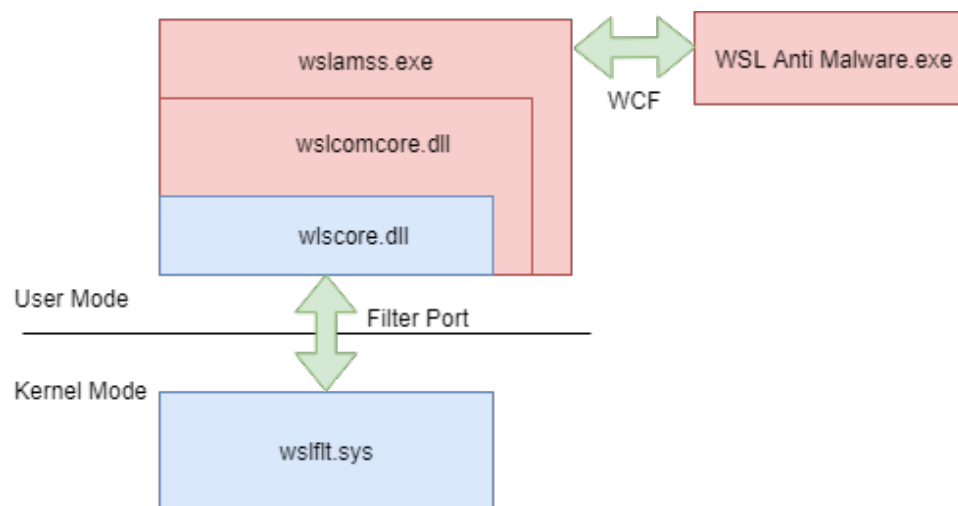 wslamss.exe
WSL Anti Malware.exe
WCF
wslcomcore.dll
wlscore.dll
User Mode
Filter Port
Kernel Mode
wslflt.sys